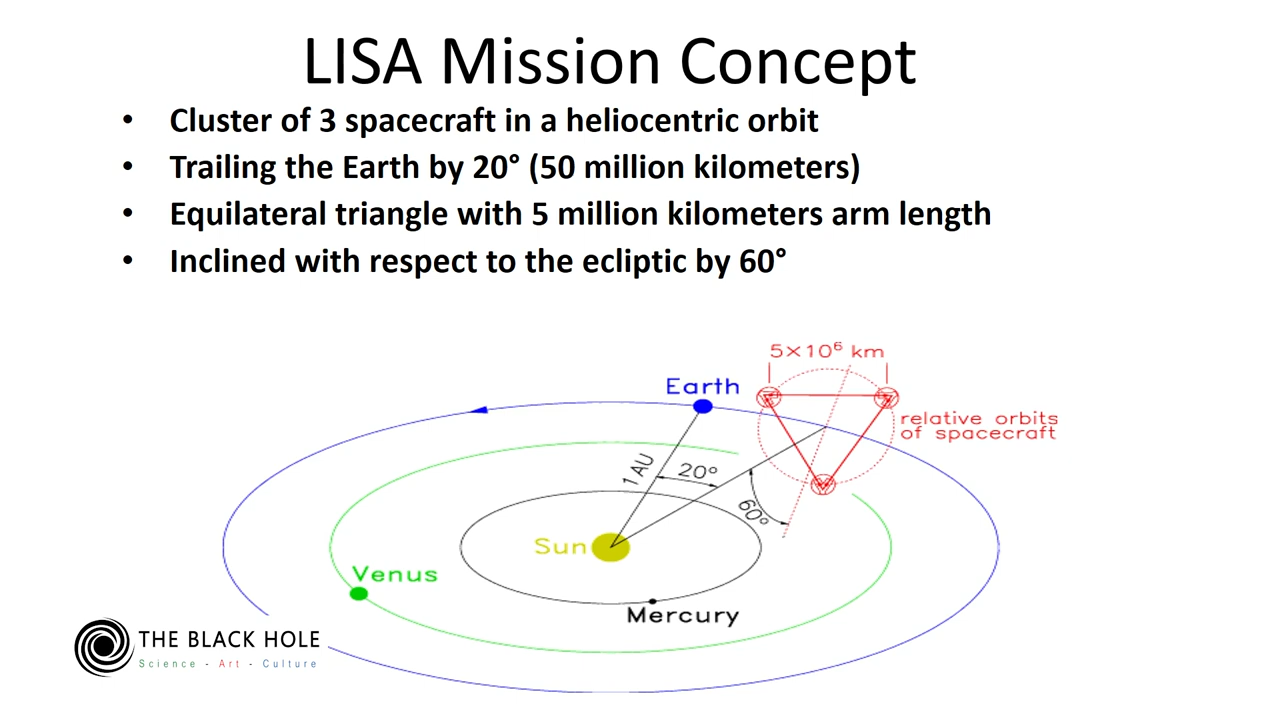 LISA Mission Concept
• Cluster of 3 spacecraft in a heliocentric orbit
• Trailing the Earth by 20° (50 million kilometers)
• Equilateral triangle with 5 million kilometers arm length
• Inclined with respect to the ecliptic by 60°
5×10⁶ km
Earth
relative orbits
of spacecraft
1 AU
20°
60°
Sun
Venus
Mercury
THE BLACK HOLE
Science - Art - Culture